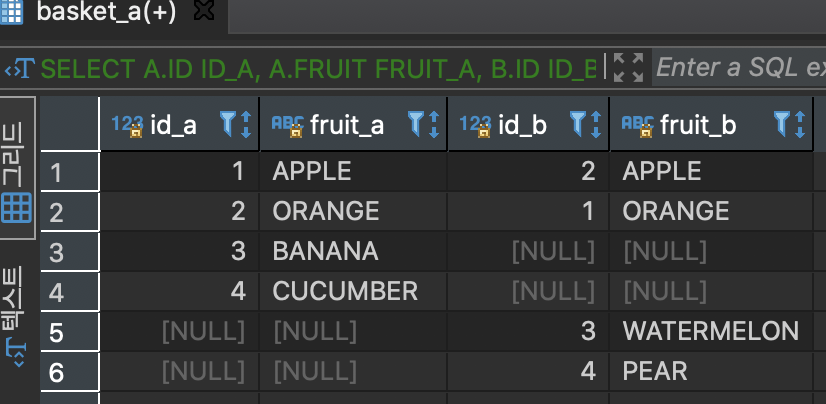 basket_a(+)
SELECT A.ID ID_A, A.FRUIT FRUIT_A, B.ID ID_B
Enter a SQL ex
그리드
텍스트
123 id_a ABC fruit_a 123 id_b ABC fruit_b
1 1 APPLE 2 APPLE
2 2 ORANGE 1 ORANGE
3 3 BANANA [NULL] [NULL]
4 4 CUCUMBER [NULL] [NULL]
5 [NULL] [NULL] 3 WATERMELON
6 [NULL] [NULL] 4 PEAR